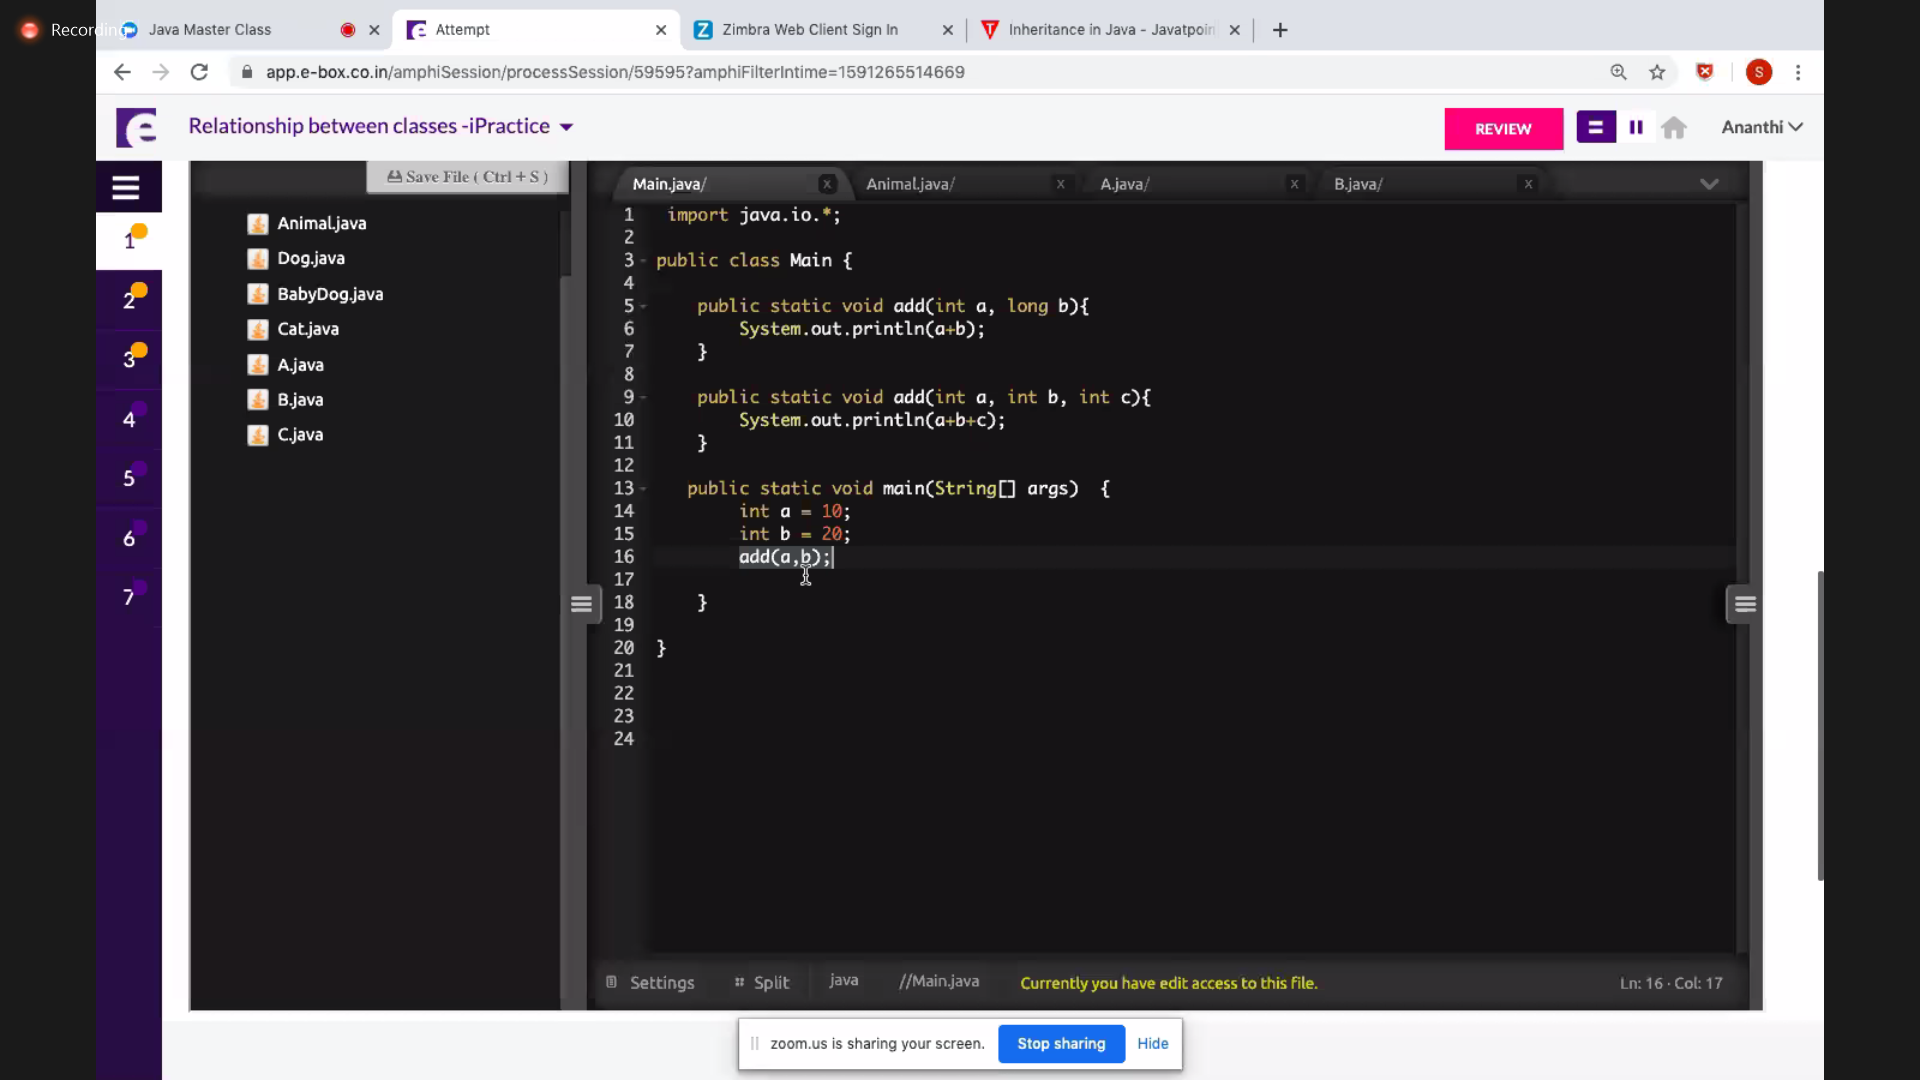 Recording
Java Master Class
Attempt
Zimbra Web Client Sign In
Inheritance in Java - Javatpoin
app.e-box.co.in/amphiSession/processSession/59595?amphiFilterIntime=1591265514669
S
Relationship between classes -iPractice
REVIEW
Ananthi
Save File ( Ctrl + S )
Main.java/
Animal.java/
A.java/
B.java/
1
2
3
4
5
6
7
Animal.java
Dog.java
BabyDog.java
Cat.java
A.java
B.java
C.java
1 import java.io.*;
2
3 public class Main {
4
5 public static void add(int a, long b){
6 System.out.println(a+b);
7 }
8
9 public static void add(int a, int b, int c){
10 System.out.println(a+b+c);
11 }
12
13 public static void main(String[] args) {
14 int a = 10;
15 int b = 20;
16 add(a,b);
17
18 }
19
20 }
21
22
23
24
Settings
Split
java
//Main.java
Currently you have edit access to this file.
Ln: 16 · Col: 17
zoom.us is sharing your screen.
Stop sharing
Hide